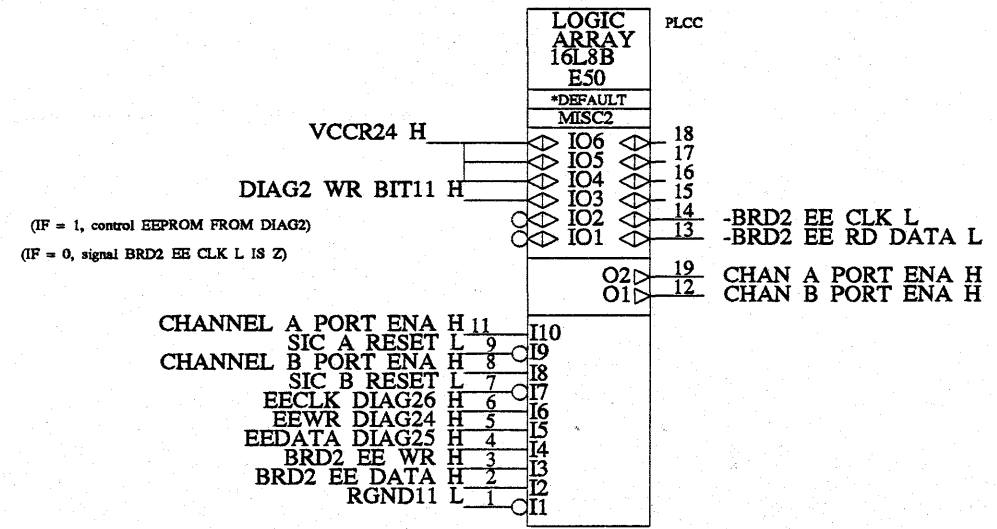 LOGIC
ARRAY
16L8B
E50
PLCC
*DEFAULT
MISC2
VCCR24 H
IO6 18
IO5 17
IO4 16
DIAG2 WR BIT11 H IO3 15
(IF = 1, control EEPROM FROM DIAG2) IO2 14 -BRD2 EE CLK L
(IF = 0, signal BRD2 EE CLK L IS Z) IO1 13 -BRD2 EE RD DATA L
O2 19 CHAN A PORT ENA H
O1 12 CHAN B PORT ENA H
CHANNEL A PORT ENA H 11 I10
SIC A RESET L 9 I9
CHANNEL B PORT ENA H 8 I8
SIC B RESET L 7 I7
EECLK DIAG26 H 6 I6
EEWR DIAG24 H 5 I5
EEDATA DIAG25 H 4 I4
BRD2 EE WR H 3 I3
BRD2 EE DATA H 2 I2
RGND11 L 1 I1